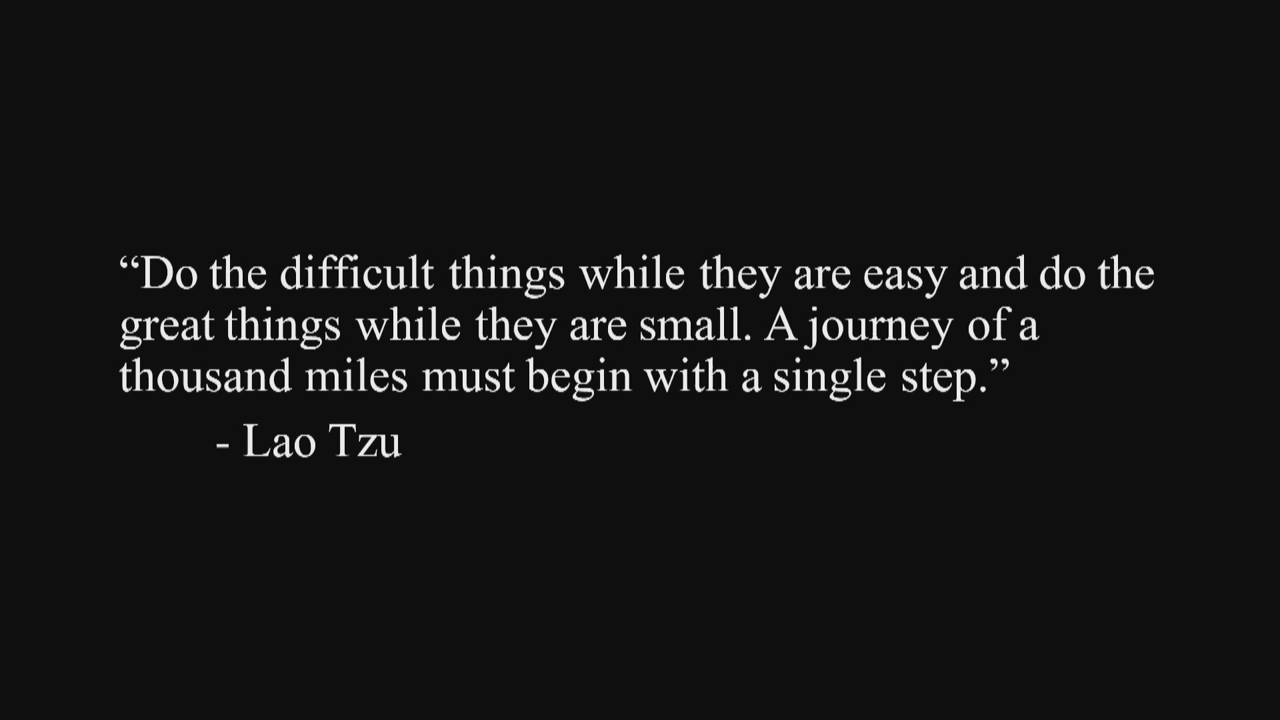 “Do the difficult things while they are easy and do the
great things while they are small. A journey of a
thousand miles must begin with a single step.”
- Lao Tzu